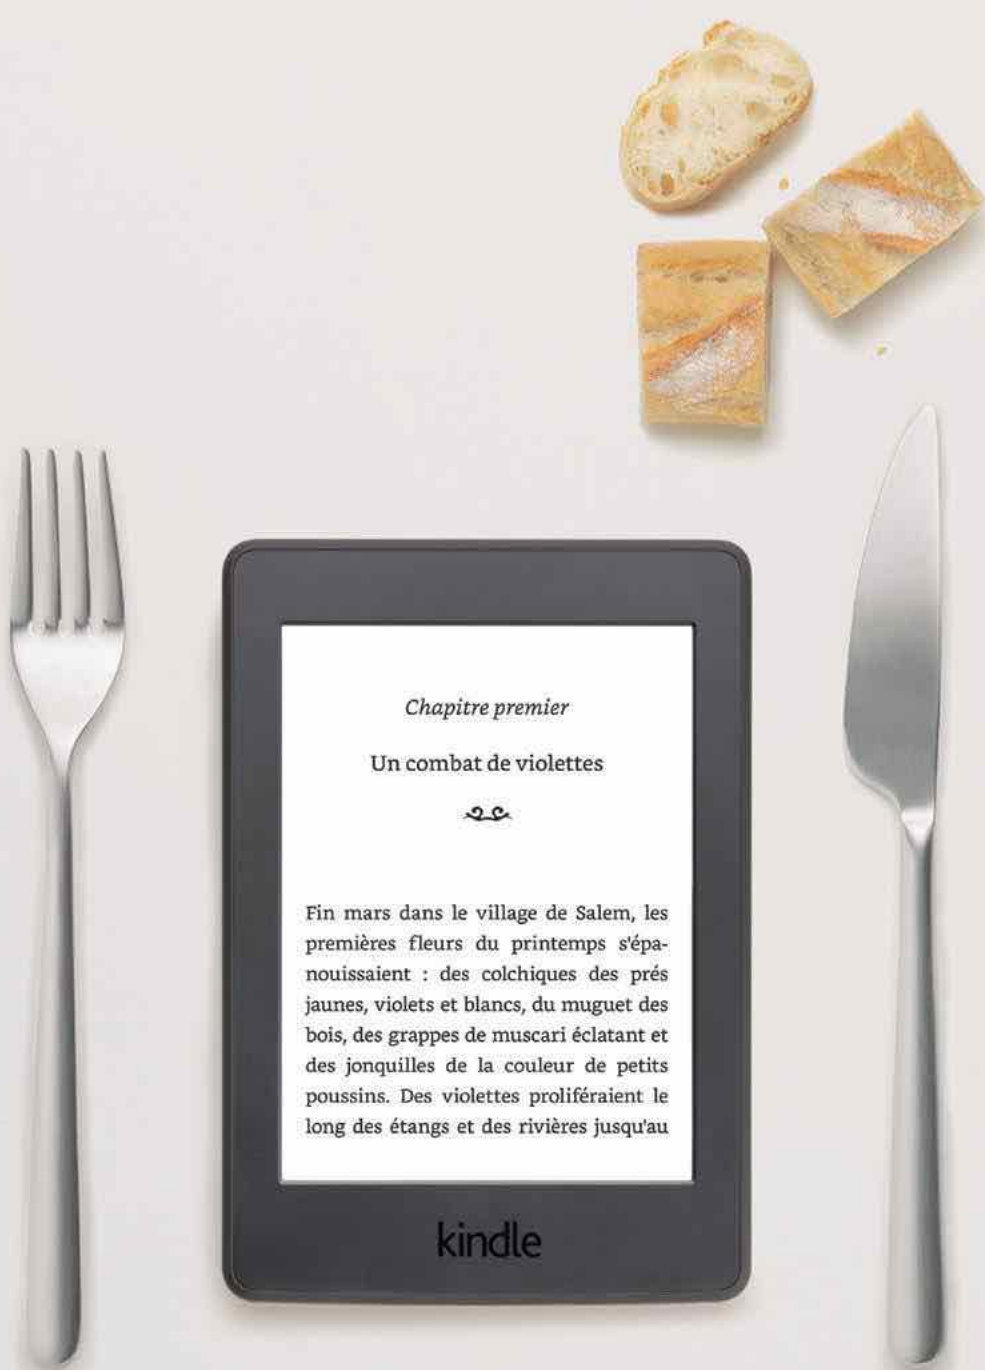 Chapitre premier
Un combat de violettes
Fin mars dans le village de Salem, les
premières fleurs du printemps s'épa-
nouissaient : des colchiques des prés
jaunes, violets et blancs, du muguet des
bois, des grappes de muscari éclatant et
des jonquilles de la couleur de petits
poussins. Des violettes proliféraient le
long des étangs et des rivières jusqu'au
kindle